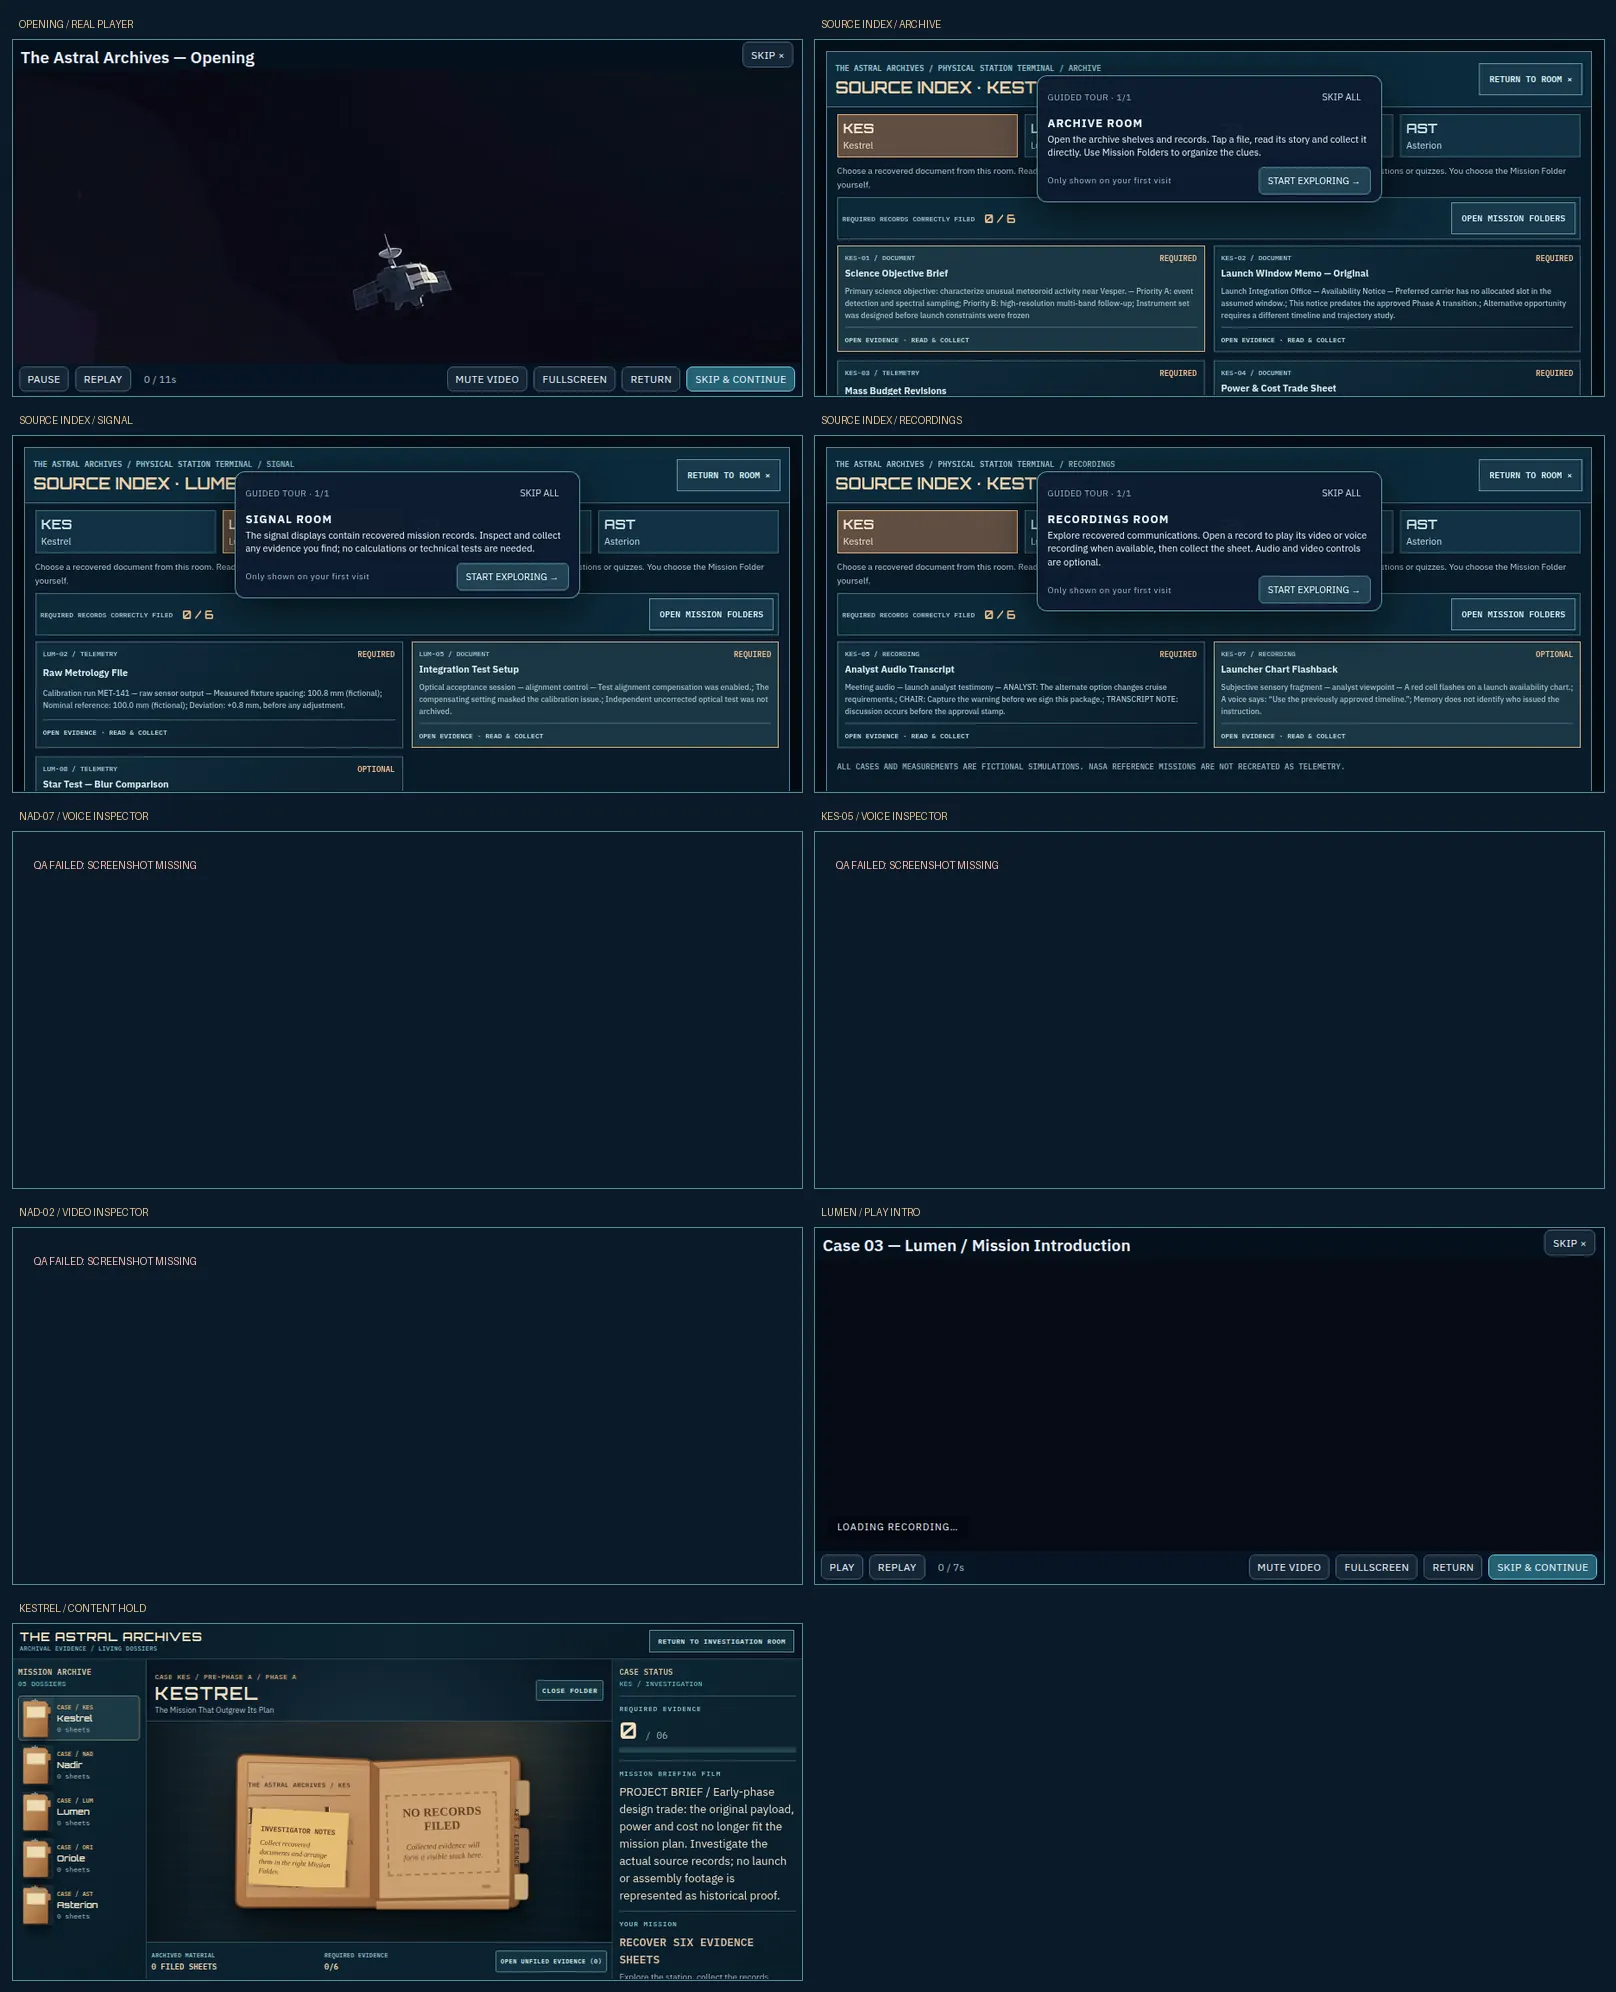 OPENING / REAL PLAYER
The Astral Archives — Opening
SKIP ×
PAUSE
REPLAY
0 / 11s
MUTE VIDEO
FULLSCREEN
RETURN
SKIP & CONTINUE
SOURCE INDEX / ARCHIVE
THE ASTRAL ARCHIVES / PHYSICAL STATION TERMINAL / ARCHIVE
SOURCE INDEX · KEST
RETURN TO ROOM ×
GUIDED TOUR · 1/1
SKIP ALL
ARCHIVE ROOM
Open the archive shelves and records. Tap a file, read its story and collect it
directly. Use Mission Folders to organize the clues.
Only shown on your first visit
START EXPLORING →
KES
Kestrel
AST
Asterion
Choose a recovered document from this room. Read
stions or quizzes. You choose the Mission Folder
yourself.
REQUIRED RECORDS CORRECTLY FILED 0/6
OPEN MISSION FOLDERS
KES-01 / DOCUMENT
REQUIRED
Science Objective Brief
Primary science objective: characterize unusual meteoroid activity near Vesper. — Priority A: event
detection and spectral sampling; Priority B: high-resolution multi-band follow-up; Instrument set
was designed before launch constraints were frozen
OPEN EVIDENCE · READ & COLLECT
KES-02 / DOCUMENT
REQUIRED
Launch Window Memo — Original
Launch Integration Office — Availability Notice — Preferred carrier has no allocated slot in the
assumed window.; This notice predates the approved Phase A transition.; Alternative opportunity
requires a different timeline and trajectory study.
OPEN EVIDENCE · READ & COLLECT
KES-03 / TELEMETRY
REQUIRED
Mass Budget Revisions
KES-04 / DOCUMENT
REQUIRED
Power & Cost Trade Sheet
SOURCE INDEX / SIGNAL
THE ASTRAL ARCHIVES / PHYSICAL STATION TERMINAL / SIGNAL
SOURCE INDEX · LUME
RETURN TO ROOM ×
GUIDED TOUR · 1/1
SKIP ALL
SIGNAL ROOM
The signal displays contain recovered mission records. Inspect and collect
any evidence you find; no calculations or technical tests are needed.
Only shown on your first visit
START EXPLORING →
KES
Kestrel
AST
Asterion
Choose a recovered document from this room. Read
stions or quizzes. You choose the Mission Folder
yourself.
REQUIRED RECORDS CORRECTLY FILED 0/6
OPEN MISSION FOLDERS
LUM-02 / TELEMETRY
REQUIRED
Raw Metrology File
Calibration run MET-141 — raw sensor output — Measured fixture spacing: 100.8 mm (fictional);
Nominal reference: 100.0 mm (fictional); Deviation: +0.8 mm, before any adjustment.
OPEN EVIDENCE · READ & COLLECT
LUM-05 / DOCUMENT
REQUIRED
Integration Test Setup
Optical acceptance session — alignment control — Test alignment compensation was enabled.; The
compensating setting masked the calibration issue.; Independent uncorrected optical test was not
archived.
OPEN EVIDENCE · READ & COLLECT
LUM-08 / TELEMETRY
OPTIONAL
Star Test — Blur Comparison
SOURCE INDEX / RECORDINGS
THE ASTRAL ARCHIVES / PHYSICAL STATION TERMINAL / RECORDINGS
SOURCE INDEX · KEST
RETURN TO ROOM ×
GUIDED TOUR · 1/1
SKIP ALL
RECORDINGS ROOM
Explore recovered communications. Open a record to play its video or voice
recording when available, then collect the sheet. Audio and video controls
are optional.
Only shown on your first visit
START EXPLORING →
KES
Kestrel
AST
Asterion
Choose a recovered document from this room. Read
stions or quizzes. You choose the Mission Folder
yourself.
REQUIRED RECORDS CORRECTLY FILED 0/6
OPEN MISSION FOLDERS
KES-05 / RECORDING
REQUIRED
Analyst Audio Transcript
Meeting audio — launch analyst testimony — ANALYST: The alternate option changes cruise
requirements.; CHAIR: Capture the warning before we sign this package.; TRANSCRIPT NOTE:
discussion occurs before the approval stamp.
OPEN EVIDENCE · READ & COLLECT
KES-07 / RECORDING
OPTIONAL
Launcher Chart Flashback
Subjective sensory fragment — analyst viewpoint — A red cell flashes on a launch availability chart.;
A voice says: “Use the previously approved timeline.”; Memory does not identify who issued the
instruction.
OPEN EVIDENCE · READ & COLLECT
ALL CASES AND MEASUREMENTS ARE FICTIONAL SIMULATIONS. NASA REFERENCE MISSIONS ARE NOT RECREATED AS TELEMETRY.
NAD-07 / VOICE INSPECTOR
QA FAILED: SCREENSHOT MISSING
KES-05 / VOICE INSPECTOR
QA FAILED: SCREENSHOT MISSING
NAD-02 / VIDEO INSPECTOR
QA FAILED: SCREENSHOT MISSING
LUMEN / PLAY INTRO
Case 03 — Lumen / Mission Introduction
SKIP ×
LOADING RECORDING…
PLAY
REPLAY
0 / 7s
MUTE VIDEO
FULLSCREEN
RETURN
SKIP & CONTINUE
KESTREL / CONTENT HOLD
THE ASTRAL ARCHIVES
ARCHIVAL EVIDENCE / LIVING DOSSIERS
RETURN TO INVESTIGATION ROOM
MISSION ARCHIVE
05 DOSSIERS
CASE / KES
Kestrel
0 sheets
CASE / NAD
Nadir
0 sheets
CASE / LUM
Lumen
0 sheets
CASE / ORI
Oriole
0 sheets
CASE / AST
Asterion
0 sheets
CASE KES / PRE-PHASE A / PHASE A
KESTREL
The Mission That Outgrew Its Plan
CLOSE FOLDER
THE ASTRAL ARCHIVES / KES
INVESTIGATOR NOTES
Collect recovered
documents and arrange
them in the right Mission
Folder.
NO RECORDS
FILED
Collected evidence will
form a visible stack here.
KES / EVIDENCE
ARCHIVED MATERIAL
0 FILED SHEETS
REQUIRED EVIDENCE
0/6
OPEN UNFILED EVIDENCE (0)
CASE STATUS
KES / INVESTIGATION
REQUIRED EVIDENCE
0 / 06
MISSION BRIEFING FILM
PROJECT BRIEF / Early-phase
design trade: the original payload,
power and cost no longer fit the
mission plan. Investigate the
actual source records; no launch
or assembly footage is
represented as historical proof.
YOUR MISSION
RECOVER SIX EVIDENCE
SHEETS
Explore the station, collect the records